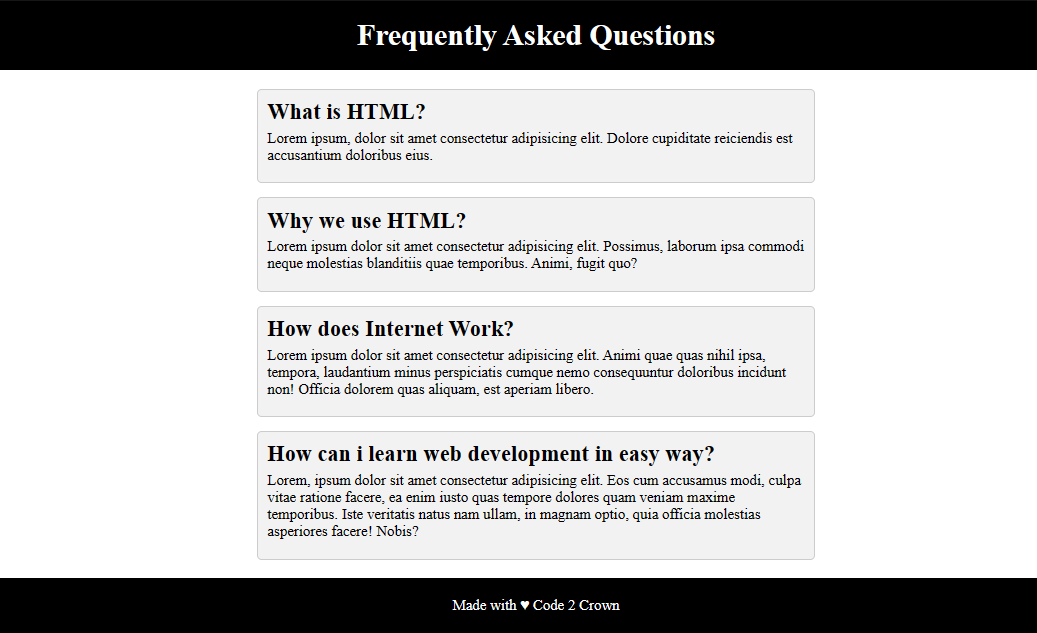 Frequently Asked Questions
What is HTML?
Lorem ipsum, dolor sit amet consectetur adipisicing elit. Dolore cupiditate reiciendis est
accusantium doloribus eius.
Why we use HTML?
Lorem ipsum dolor sit amet consectetur adipisicing elit. Possimus, laborum ipsa commodi
neque molestias blanditiis quae temporibus. Animi, fugit quo?
How does Internet Work?
Lorem ipsum dolor sit amet consectetur adipisicing elit. Animi quae quas nihil ipsa,
tempora, laudantium minus perspiciatis cumque nemo consequuntur doloribus incidunt
non! Officia dolorem quas aliquam, est aperiam libero.
How can i learn web development in easy way?
Lorem, ipsum dolor sit amet consectetur adipisicing elit. Eos cum accusamus modi, culpa
vitae ratione facere, ea enim iusto quas tempore dolores quam veniam maxime
temporibus. Iste veritatis natus nam ullam, in magnam optio, quia officia molestias
asperiores facere! Nobis?
Made with ♥ Code 2 Crown